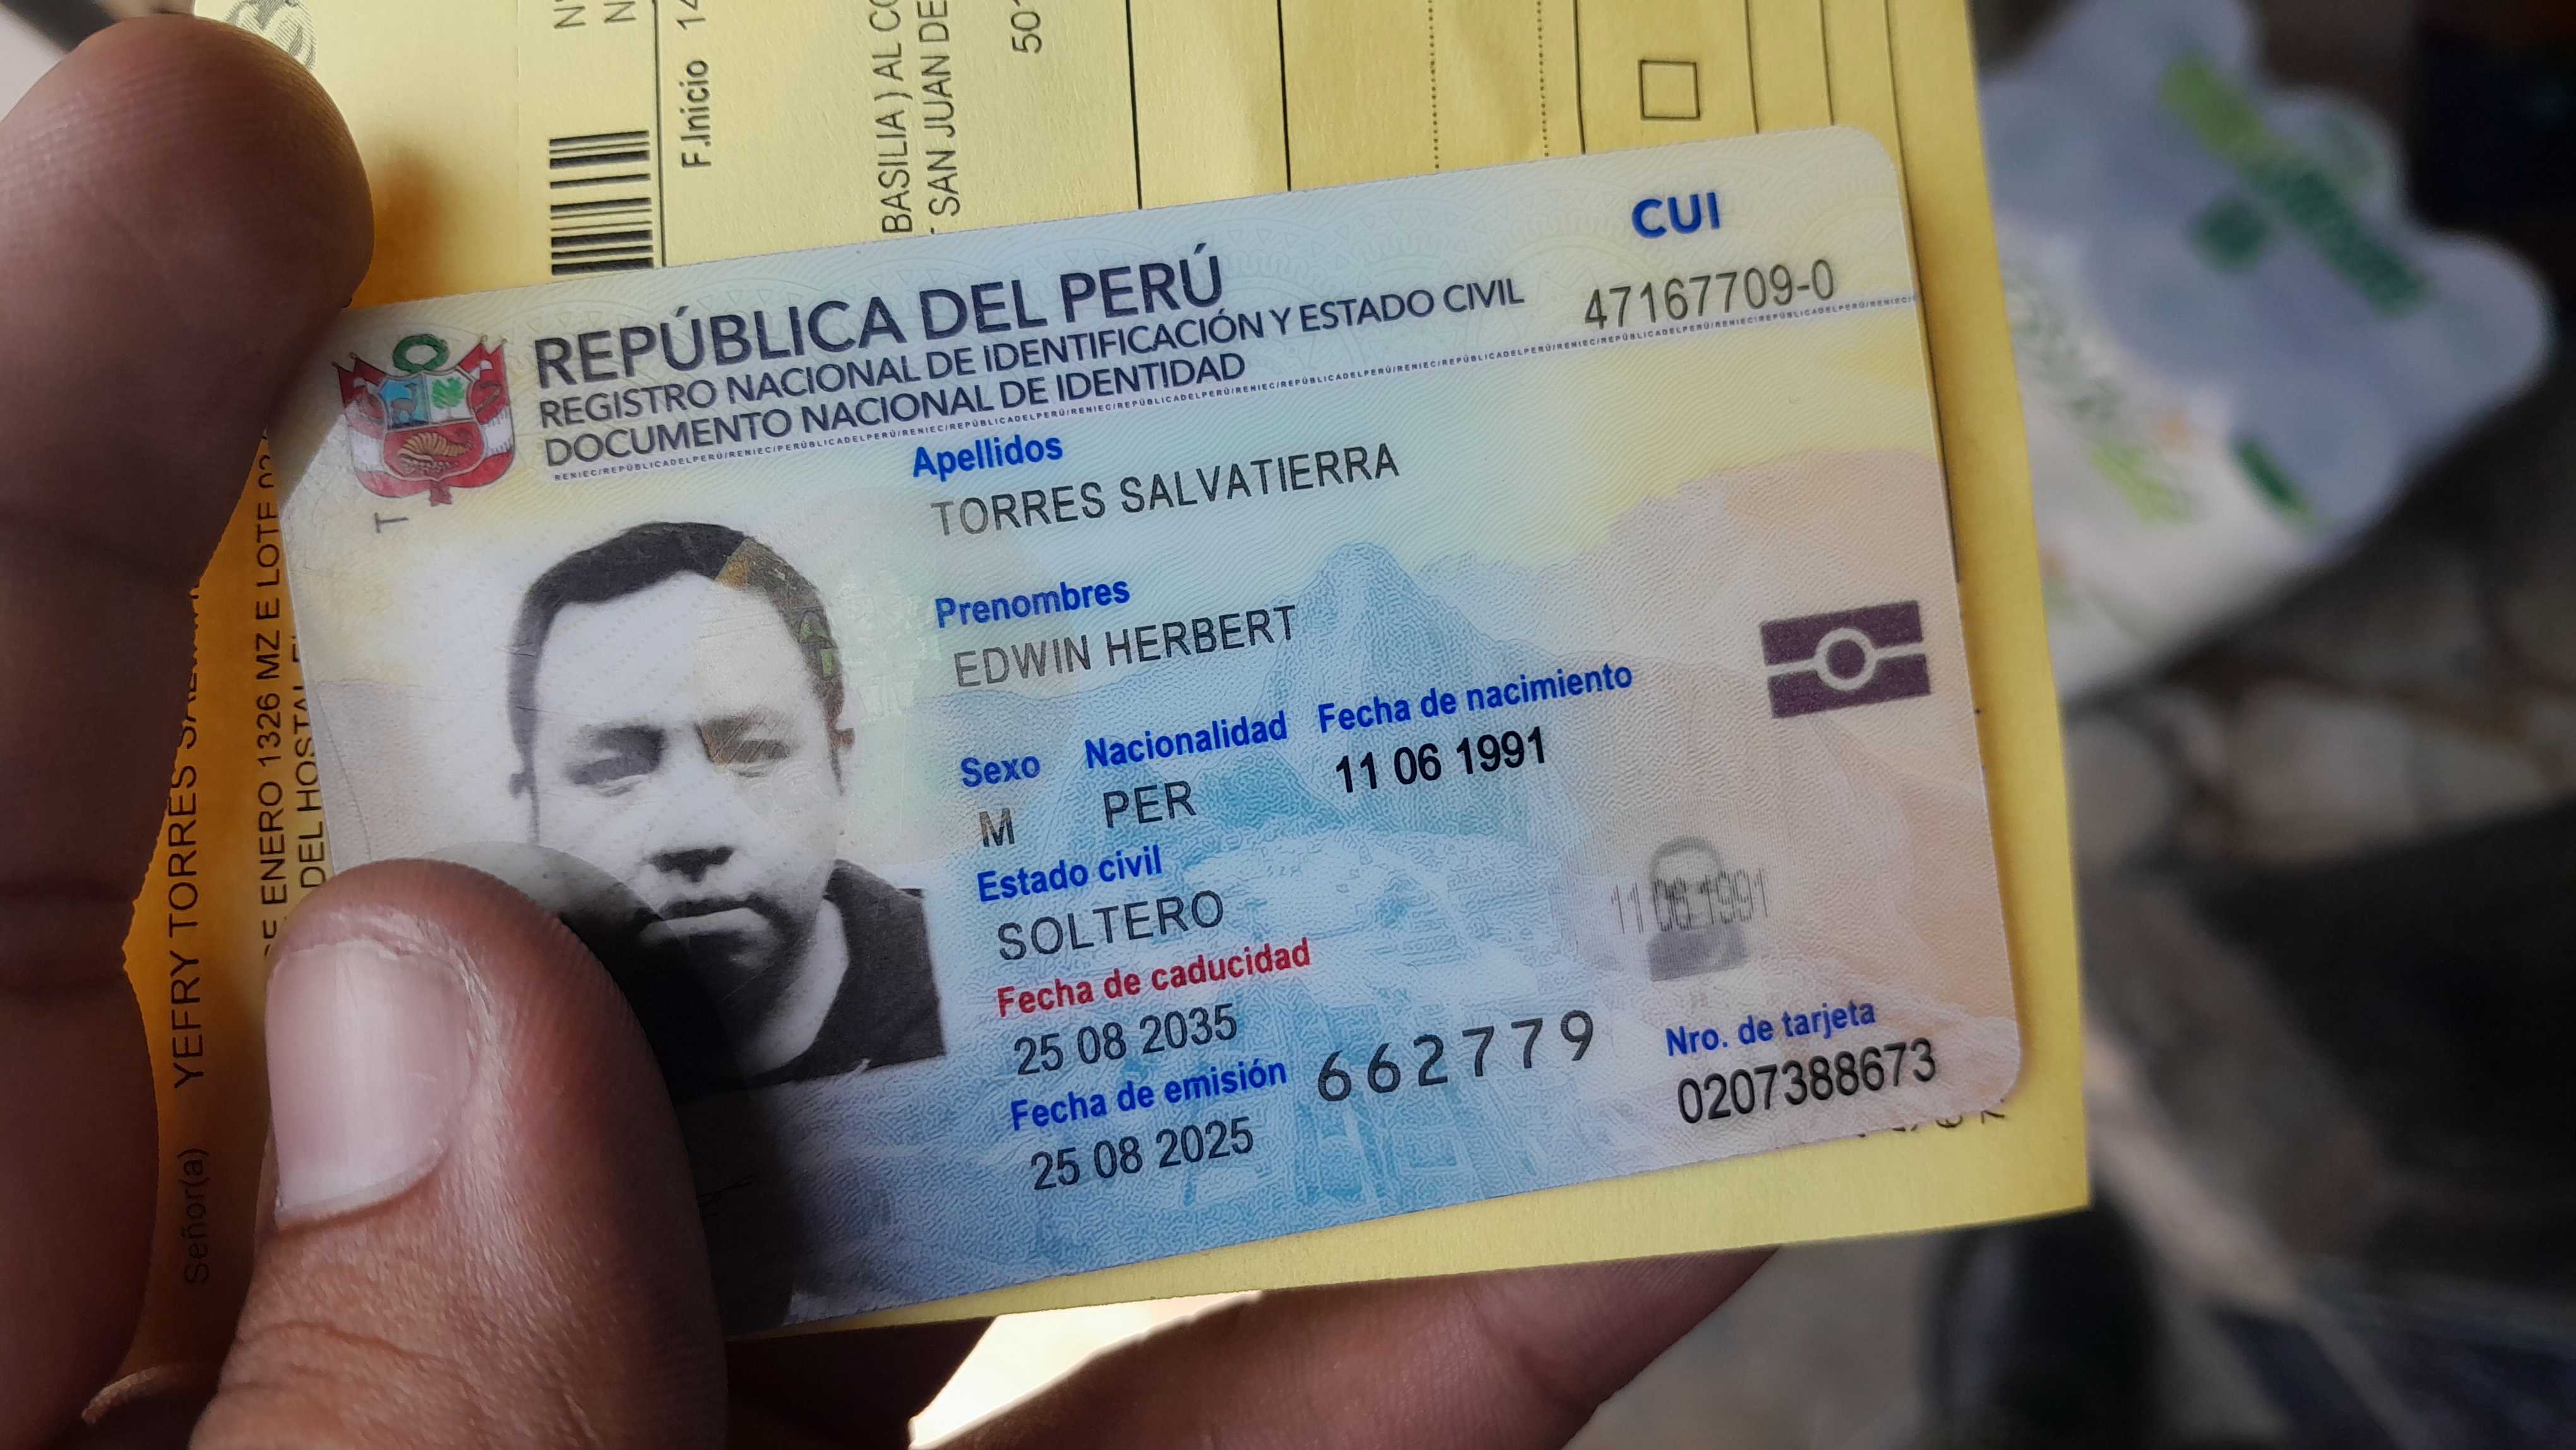 REPÚBLICA DEL PERÚ
REGISTRO NACIONAL DE IDENTIFICACIÓN Y ESTADO CIVIL
DOCUMENTO NACIONAL DE IDENTIDAD
CUI
47167709-0
Apellidos
TORRES SALVATIERRA
Prenombres
EDWIN HERBERT
Sexo Nacionalidad Fecha de nacimiento
M PER 11 06 1991
Estado civil
SOLTERO
11 06 1991
Fecha de caducidad
25 08 2035
Fecha de emisión
25 08 2025
662779
Nro. de tarjeta
0207388673
T
F.Inicio 14
BASILIA ) AL
SAN JUAN DE
501
Señor(a) YEFRY TORRES
ENERO 1326 MZ E LOTE
DEL